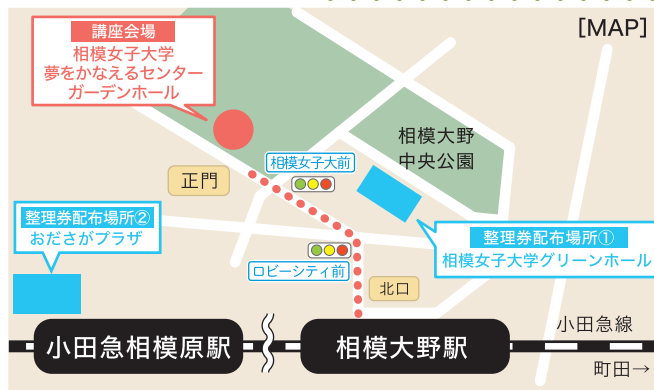 講座会場
相模女子大学
夢をかなえるセンター
ガーデンホール
[MAP]
相模大野
中央公園
相模女子大前
正門
整理券配布場所②
おださがプラザ
整理券配布場所①
相模女子大学グリーンホール
ロビーシティ前
北口
小田急線
小田急相模原駅
相模大野駅
町田→